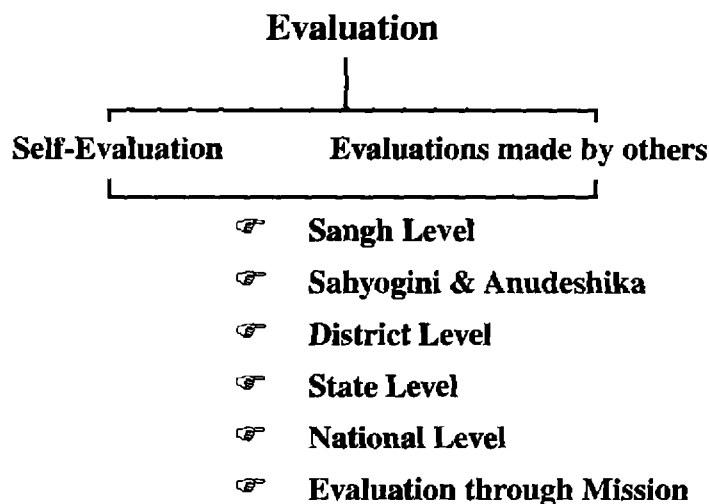 Evaluation
Self-Evaluation Evaluations made by others
☞ Sangh Level
☞ Sahyogini & Anudeshika
☞ District Level
☞ State Level
☞ National Level
☞ Evaluation through Mission